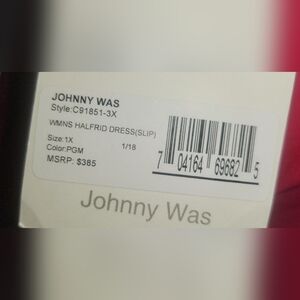 JOHNNY WAS
Style:C91851-3X
WMNS HALFRID DRESS(SLIP)
Size:1X 1/18
Color:PGM
MSRP: $385
7 04164 69682 5
Johnny Was